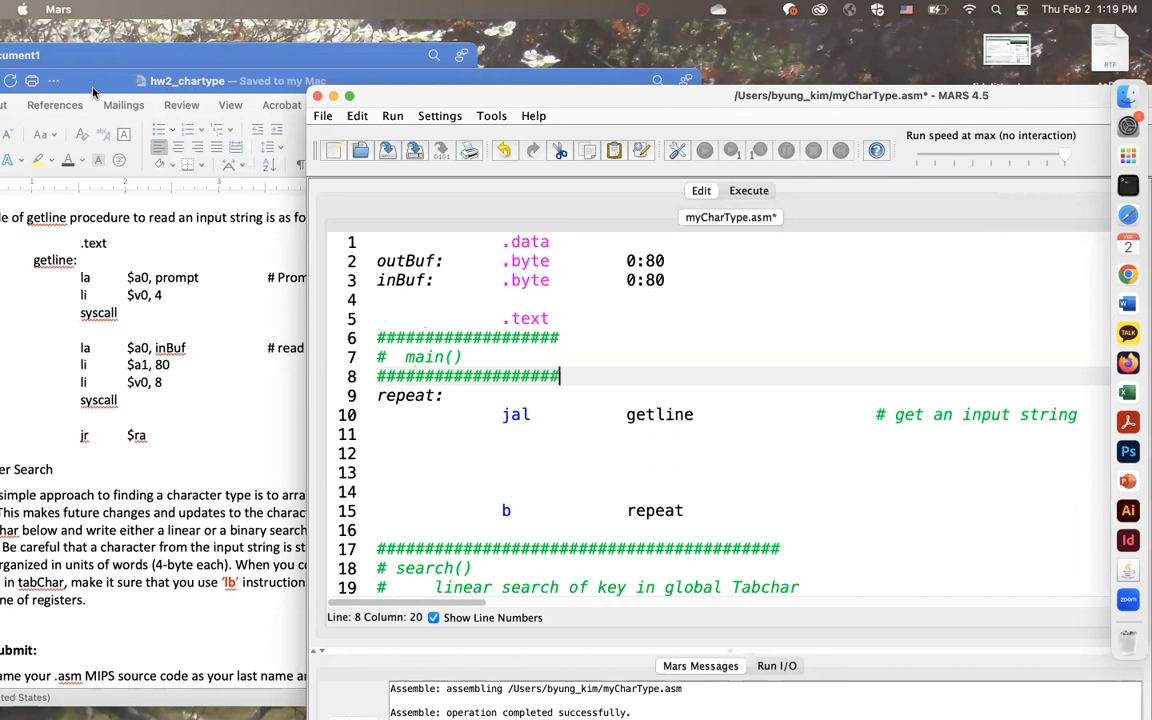 Mars
Thu Feb 2 1:19 PM
cument1
hw2_chartype — Saved to my Mac
References Mailings Review View Acrobat
Aa
le of getline procedure to read an input string is as fo
.text
getline:
la $a0, prompt # Prom
li $v0, 4
syscall
la $a0, inBuf # read
li $a1, 80
li $v0, 8
syscall
jr $ra
er Search
simple approach to finding a character type is to arra
This makes future changes and updates to the charac
har below and write either a linear or a binary search
Be careful that a character from the input string is st
organized in units of words (4-byte each). When you co
in tabChar, make it sure that you use 'lb' instruction
ne of registers.
ubmit:
ame your .asm MIPS source code as your last name an
ted States)
/Users/byung_kim/myCharType.asm* - MARS 4.5
File Edit Run Settings Tools Help
Run speed at max (no interaction)
Edit Execute
myCharType.asm*
1 .data
2 outBuf: .byte 0:80
3 inBuf: .byte 0:80
4
5 .text
6 ###################
7 # main()
8 ###################
9 repeat:
10 jal getline # get an input string
11
12
13
14
15 b repeat
16
17 ##########################################
18 # search()
19 # linear search of key in global Tabchar
Line: 8 Column: 20 Show Line Numbers
Mars Messages Run I/O
Assemble: assembling /Users/byung_kim/myCharType.asm
Assemble: operation completed successfully.
RTF
FEB
2
TALK
Ps
Ai
Id
zoom